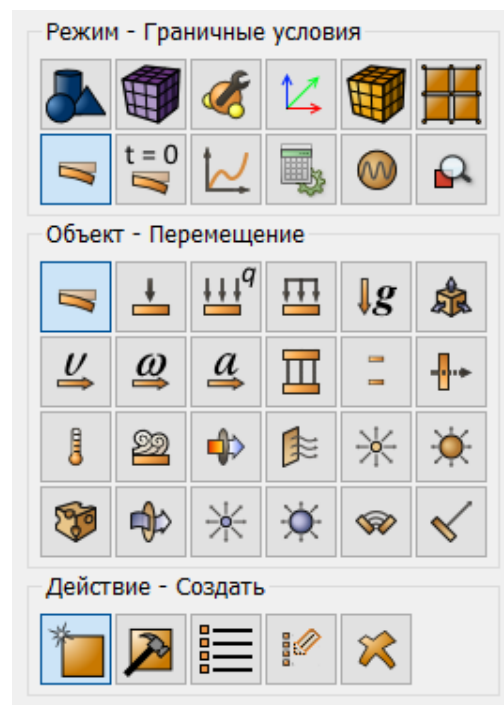 Режим - Граничные условия
t = 0
Объект - Перемещение
q
g
υ ω a
Действие - Создать